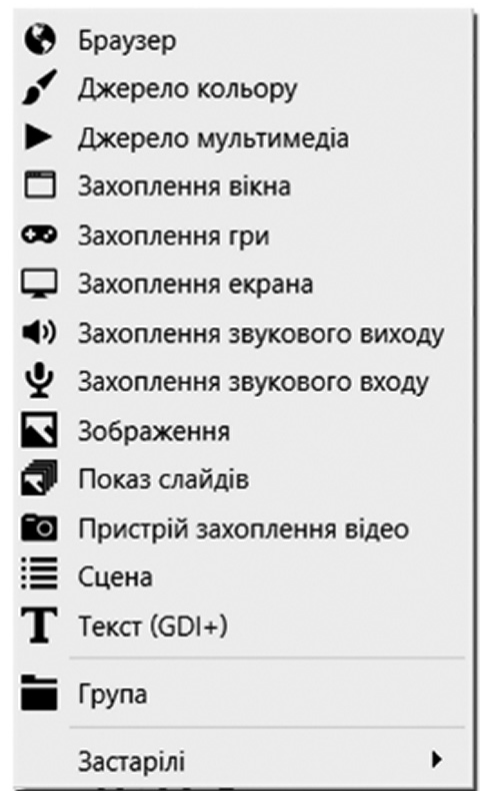 Браузер
Джерело кольору
Джерело мультимедіа
Захоплення вікна
Захоплення гри
Захоплення екрана
Захоплення звукового виходу
Захоплення звукового входу
Зображення
Показ слайдів
Пристрій захоплення відео
Сцена
Текст (GDI+)
Група
Застарілі